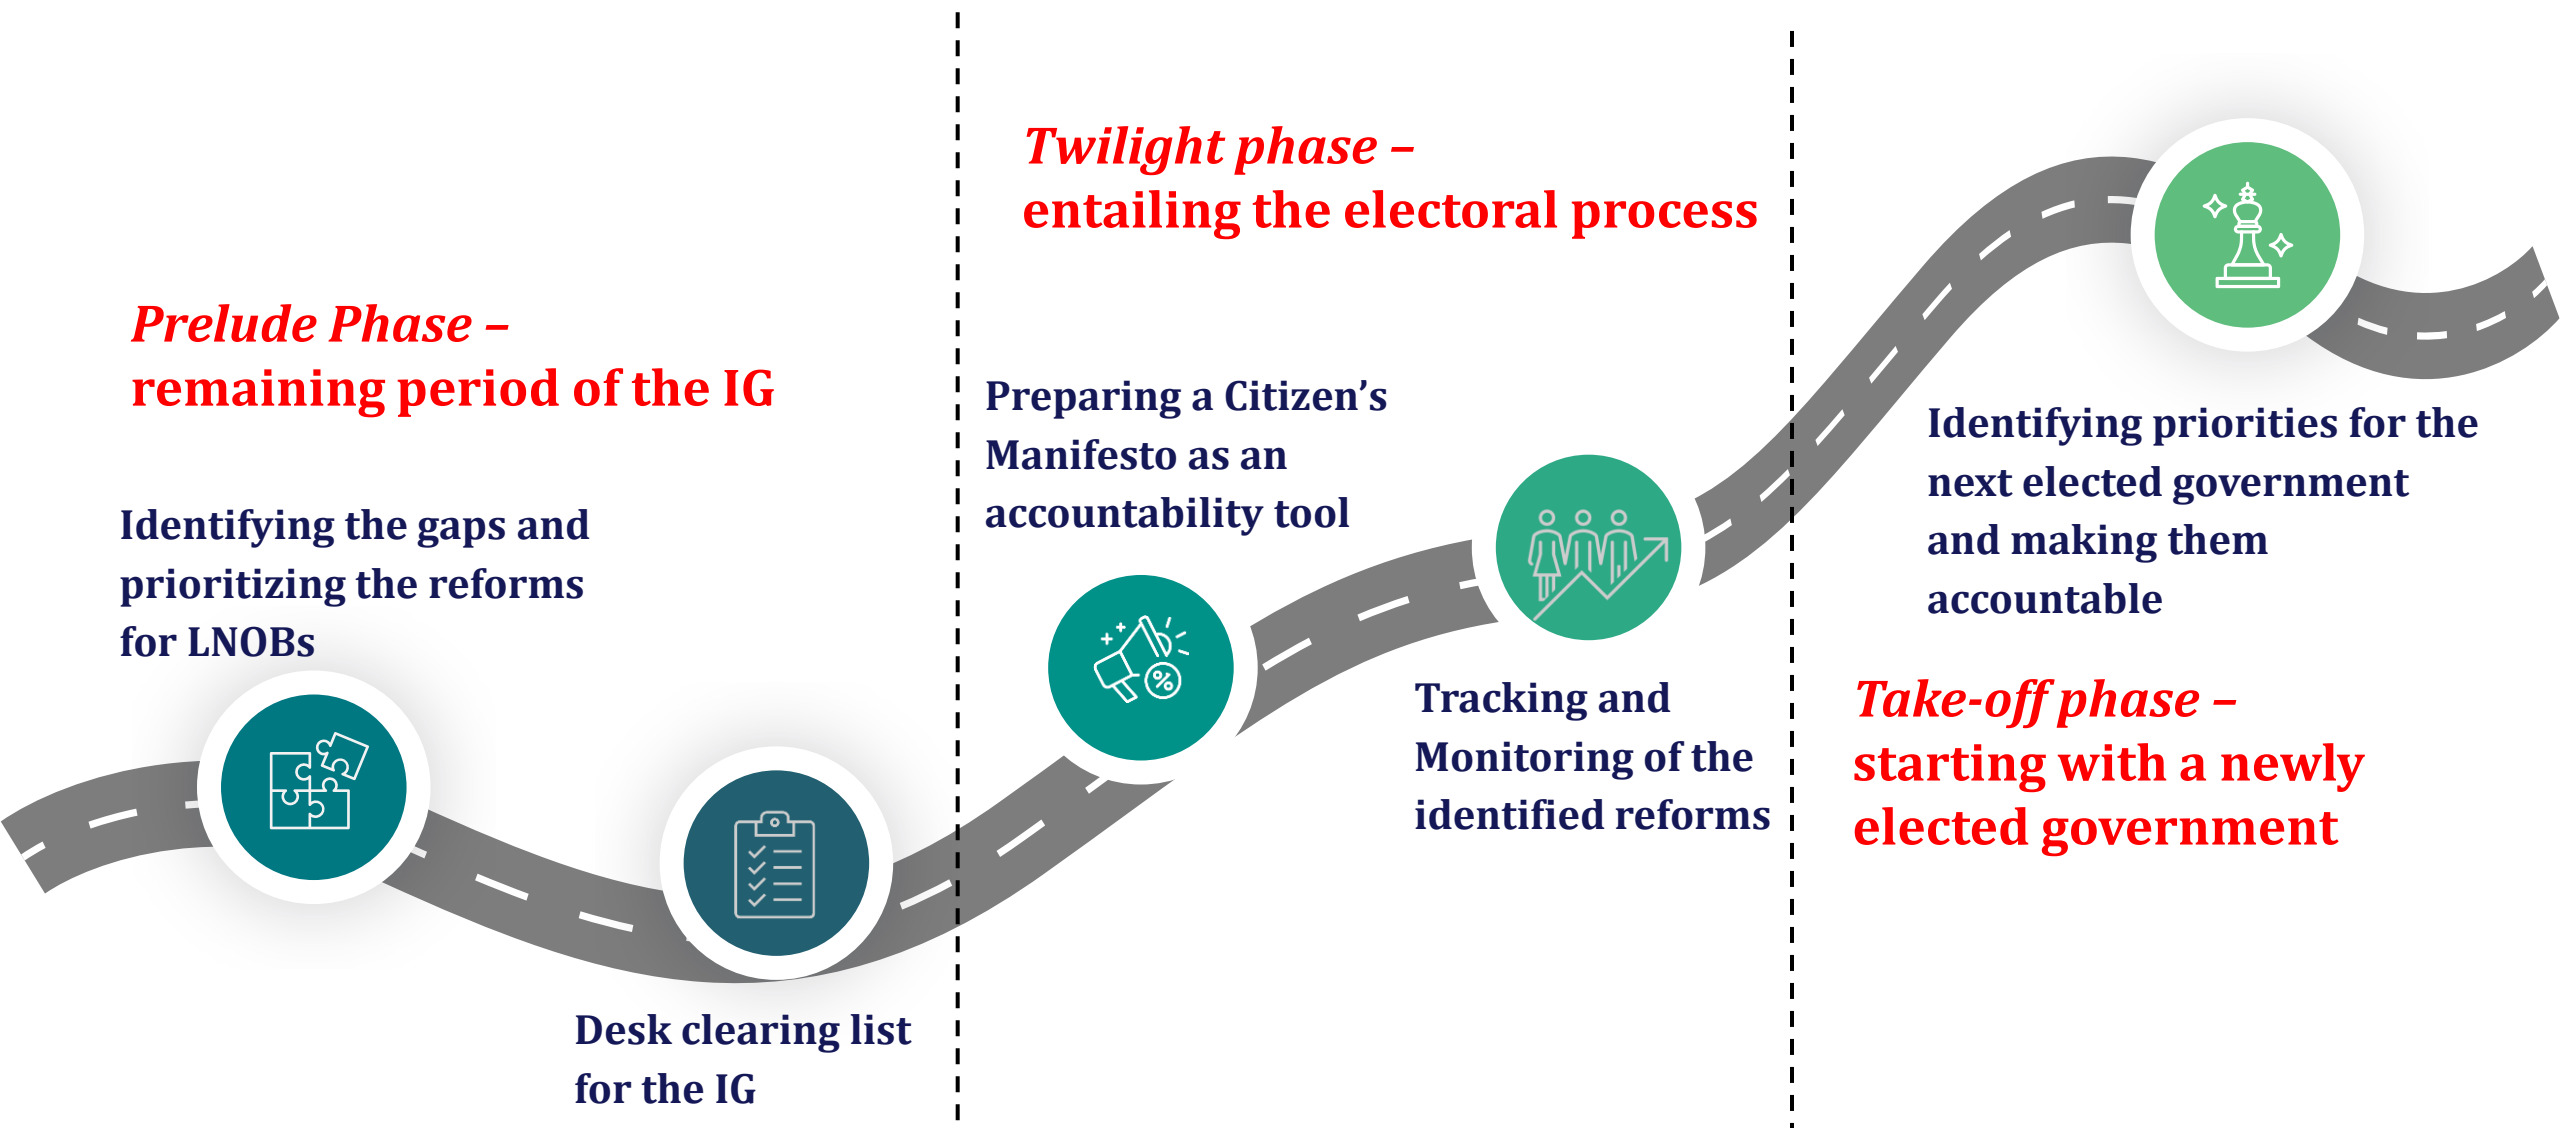 Prelude Phase –
remaining period of the IG
Identifying the gaps and
prioritizing the reforms
for LNOBs
Desk clearing list
for the IG
Twilight phase –
entailing the electoral process
Preparing a Citizen’s
Manifesto as an
accountability tool
%
Tracking and
Monitoring of the
identified reforms
Identifying priorities for the
next elected government
and making them
accountable
Take-off phase –
starting with a newly
elected government